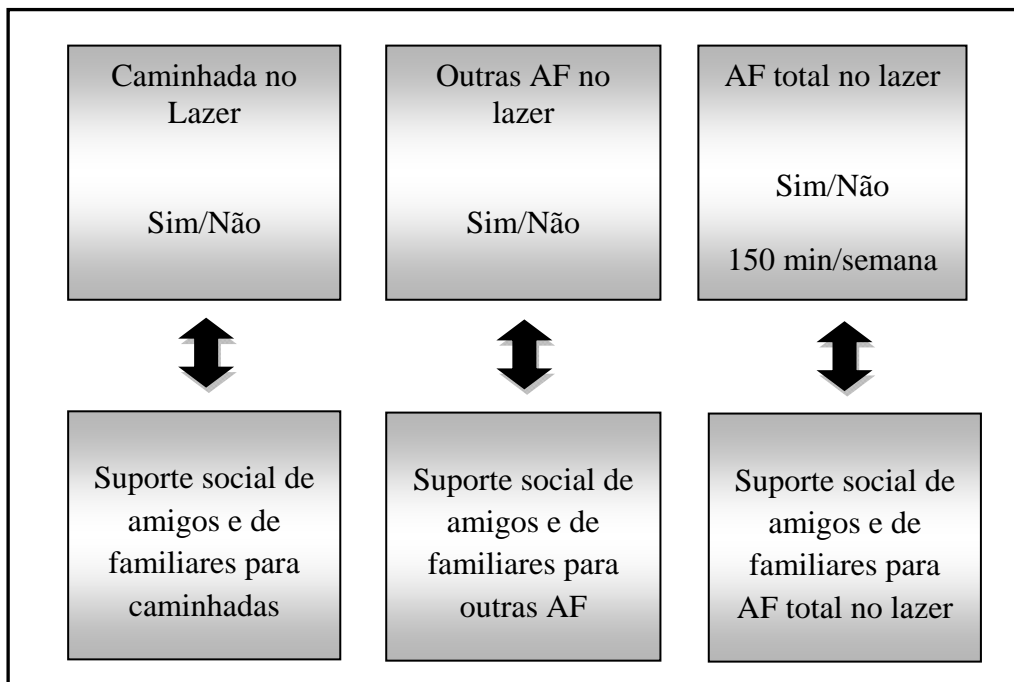 Caminhada no
Lazer
Sim/Não
Outras AF no
lazer
Sim/Não
AF total no lazer
Sim/Não
150 min/semana
Suporte social de
amigos e de
familiares para
caminhadas
Suporte social de
amigos e de
familiares para
outras AF
Suporte social de
amigos e de
familiares para
AF total no lazer